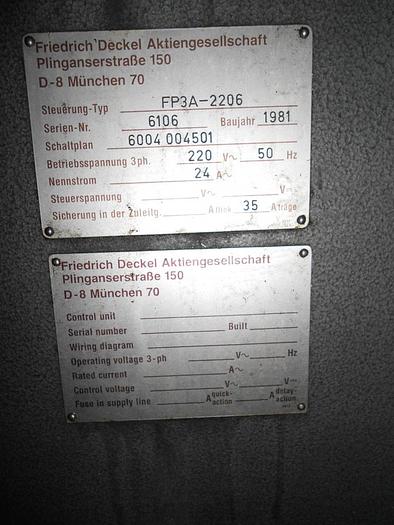 Friedrich Deckel Aktiengesellschaft
Plinganserstraße 150
D-8 München 70
Steuerung-Typ FP3A-2206
Serien-Nr. 6106 Baujahr 1981
Schaltplan 6004 004501
Betriebsspannung 3ph. 220 V~ 50 Hz
Nennstrom 24 A~
Steuerspannung V~ V⎓
Sicherung in der Zuleitg. A flink 35 A träge
Friedrich Deckel Aktiengesellschaft
Plinganserstraße 150
D-8 München 70
Control unit
Serial number Built
Wiring diagram
Operating voltage 3-ph V~ Hz
Rated current A~
Control voltage V~ V⎓
Fuse in supply line A quick-action A delay-action